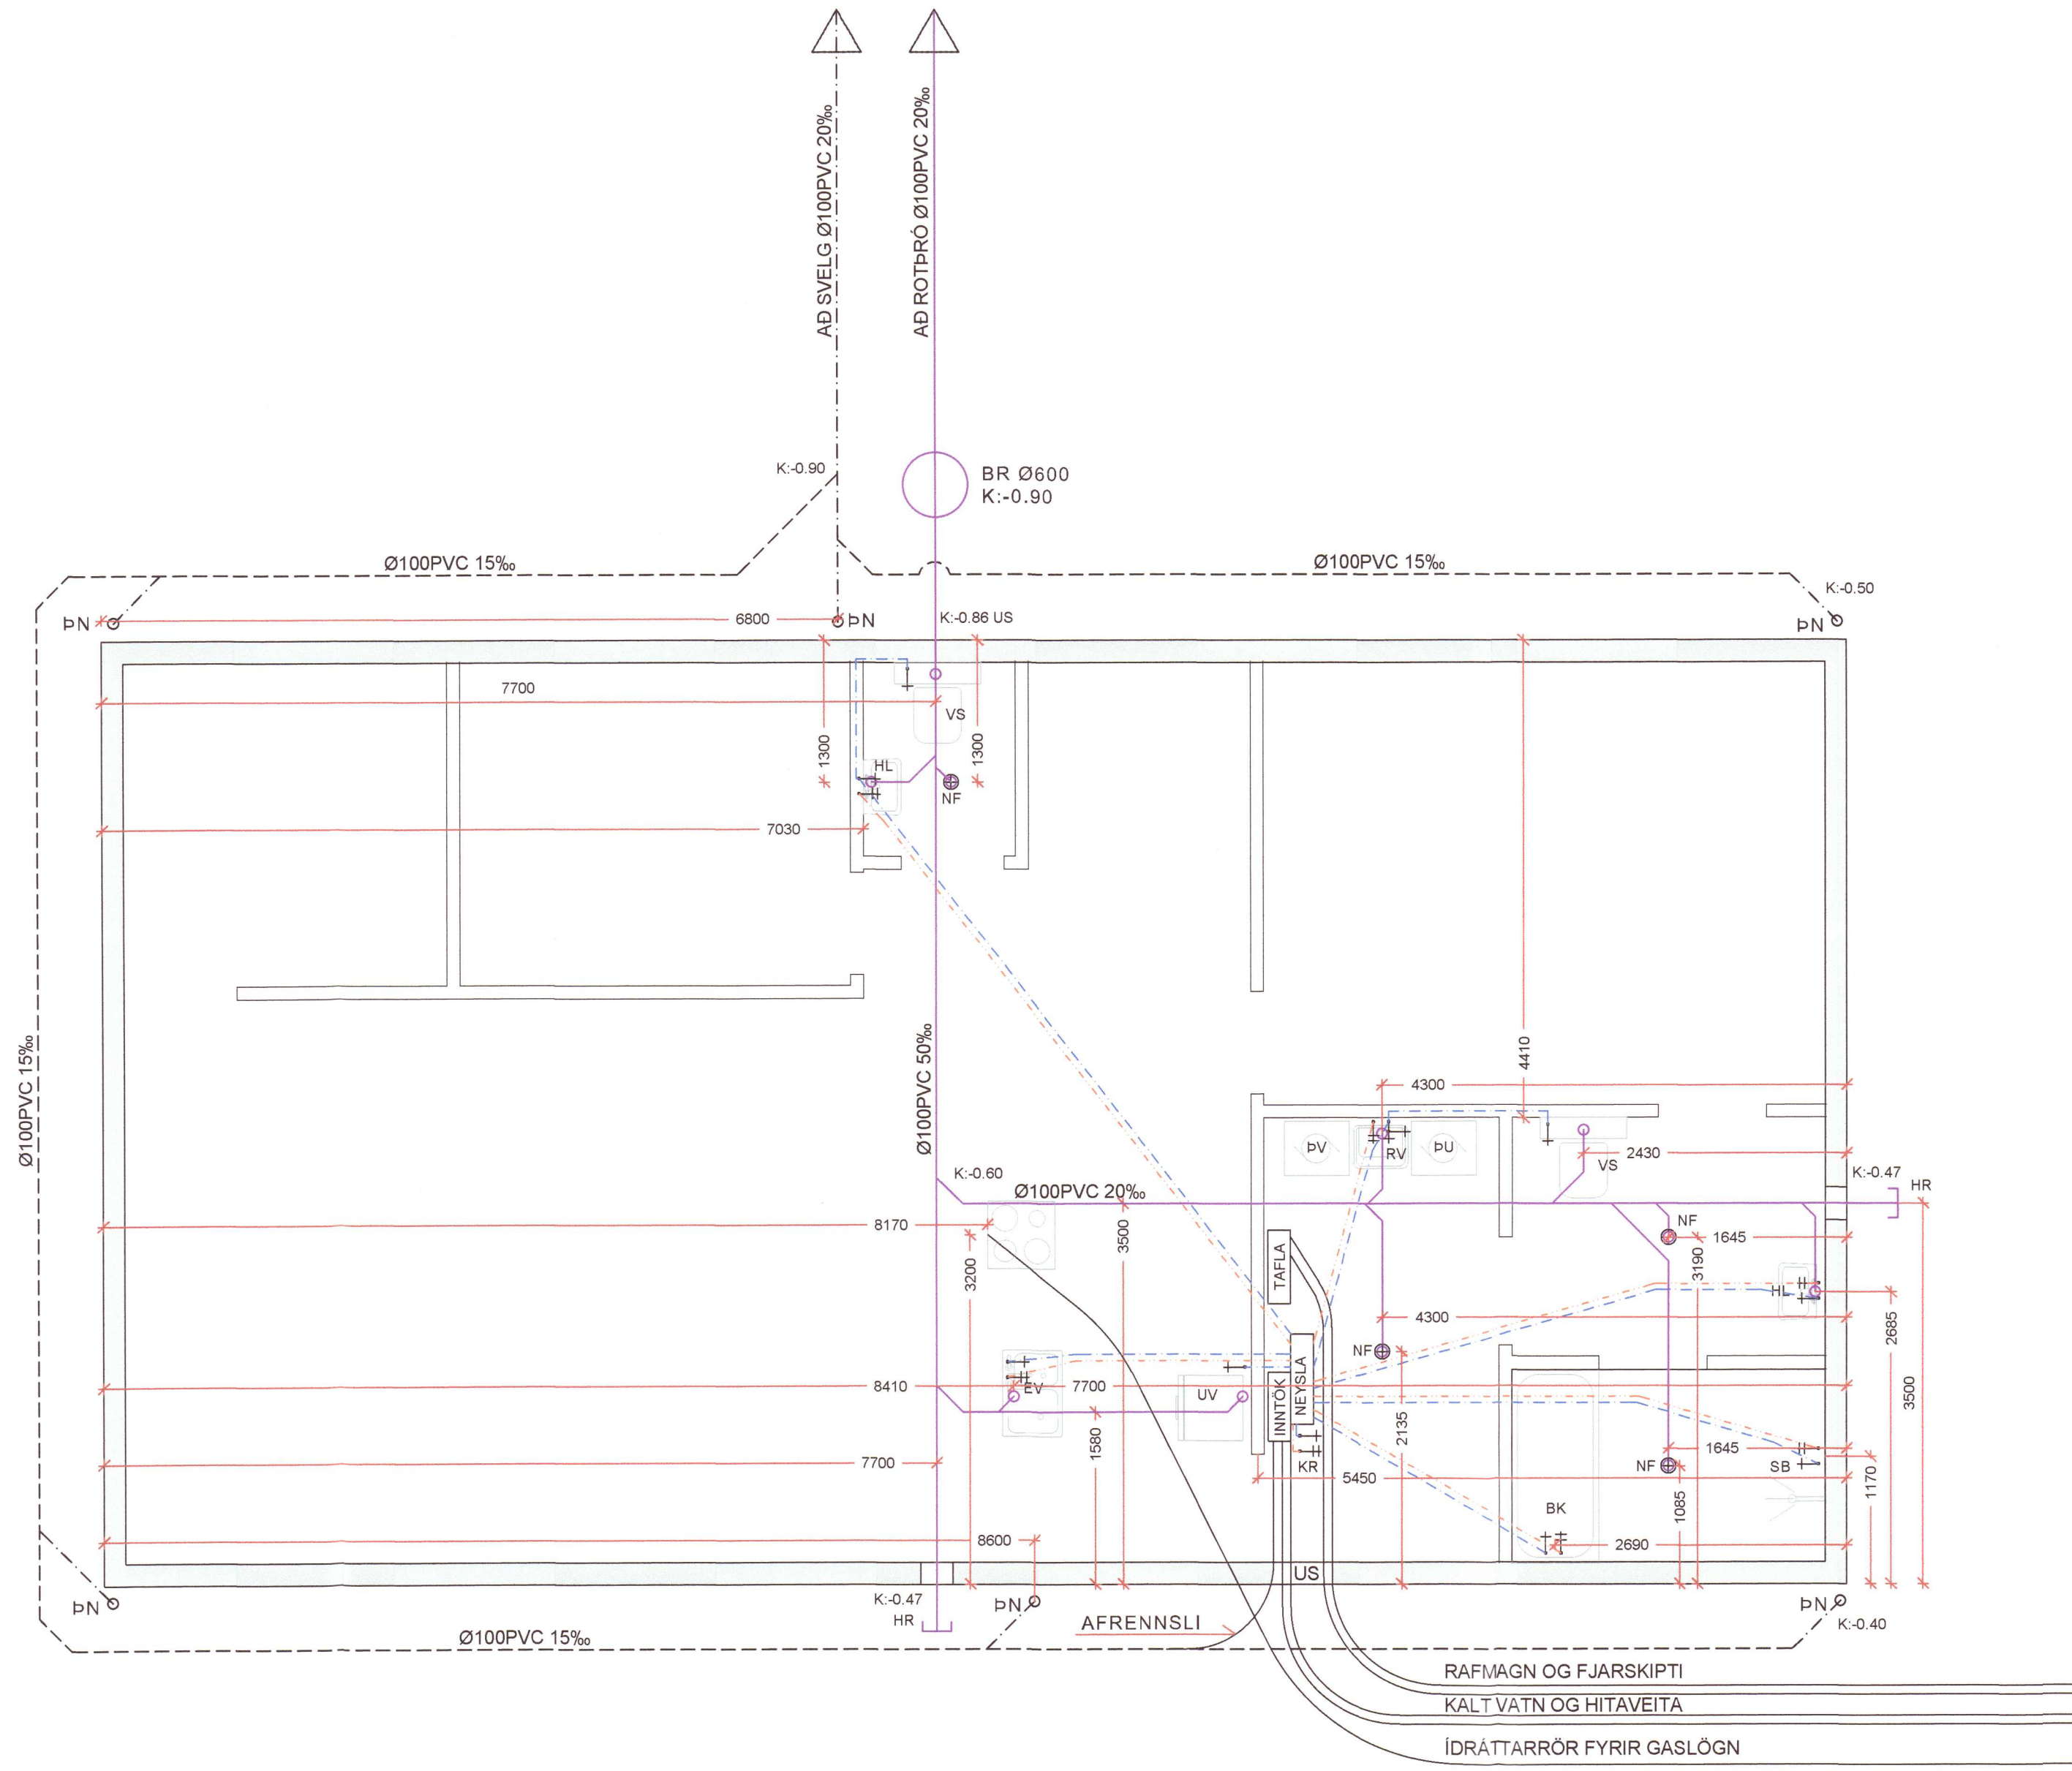 AÐ SVELG Ø100PVC 20‰
AÐ ROTÞRÓ Ø100PVC 20‰
K:-0.90
BR Ø600
K:-0.90
Ø100PVC 15‰
Ø100PVC 15‰
K:-0.50
ÞN
6800
ÞN
K:-0.86 US
ÞN
7700
VS
1300
1300
HL
NF
7030
Ø100PVC 15‰
Ø100PVC 50‰
4410
4300
ÞV
RV
ÞU
VS
2430
K:-0.60
Ø100PVC 20‰
K:-0.47
HR
8170
3200
3500
TAFLA
NF
1645
3190
HL
4300
2685
3500
NF
NEYSLA
INNTÖK
8410
EV
7700
UV
1580
2135
7700
KR
5450
1645
NF
SB
1170
1085
BK
8600
2690
US
ÞN
K:-0.47
HR
ÞN
AFRENNSLI
ÞN
K:-0.40
Ø100PVC 15‰
RAFMAGN OG FJARSKIPTI
KALT VATN OG HITAVEITA
ÍDRÁTTARRÖR FYRIR GASLÖGN